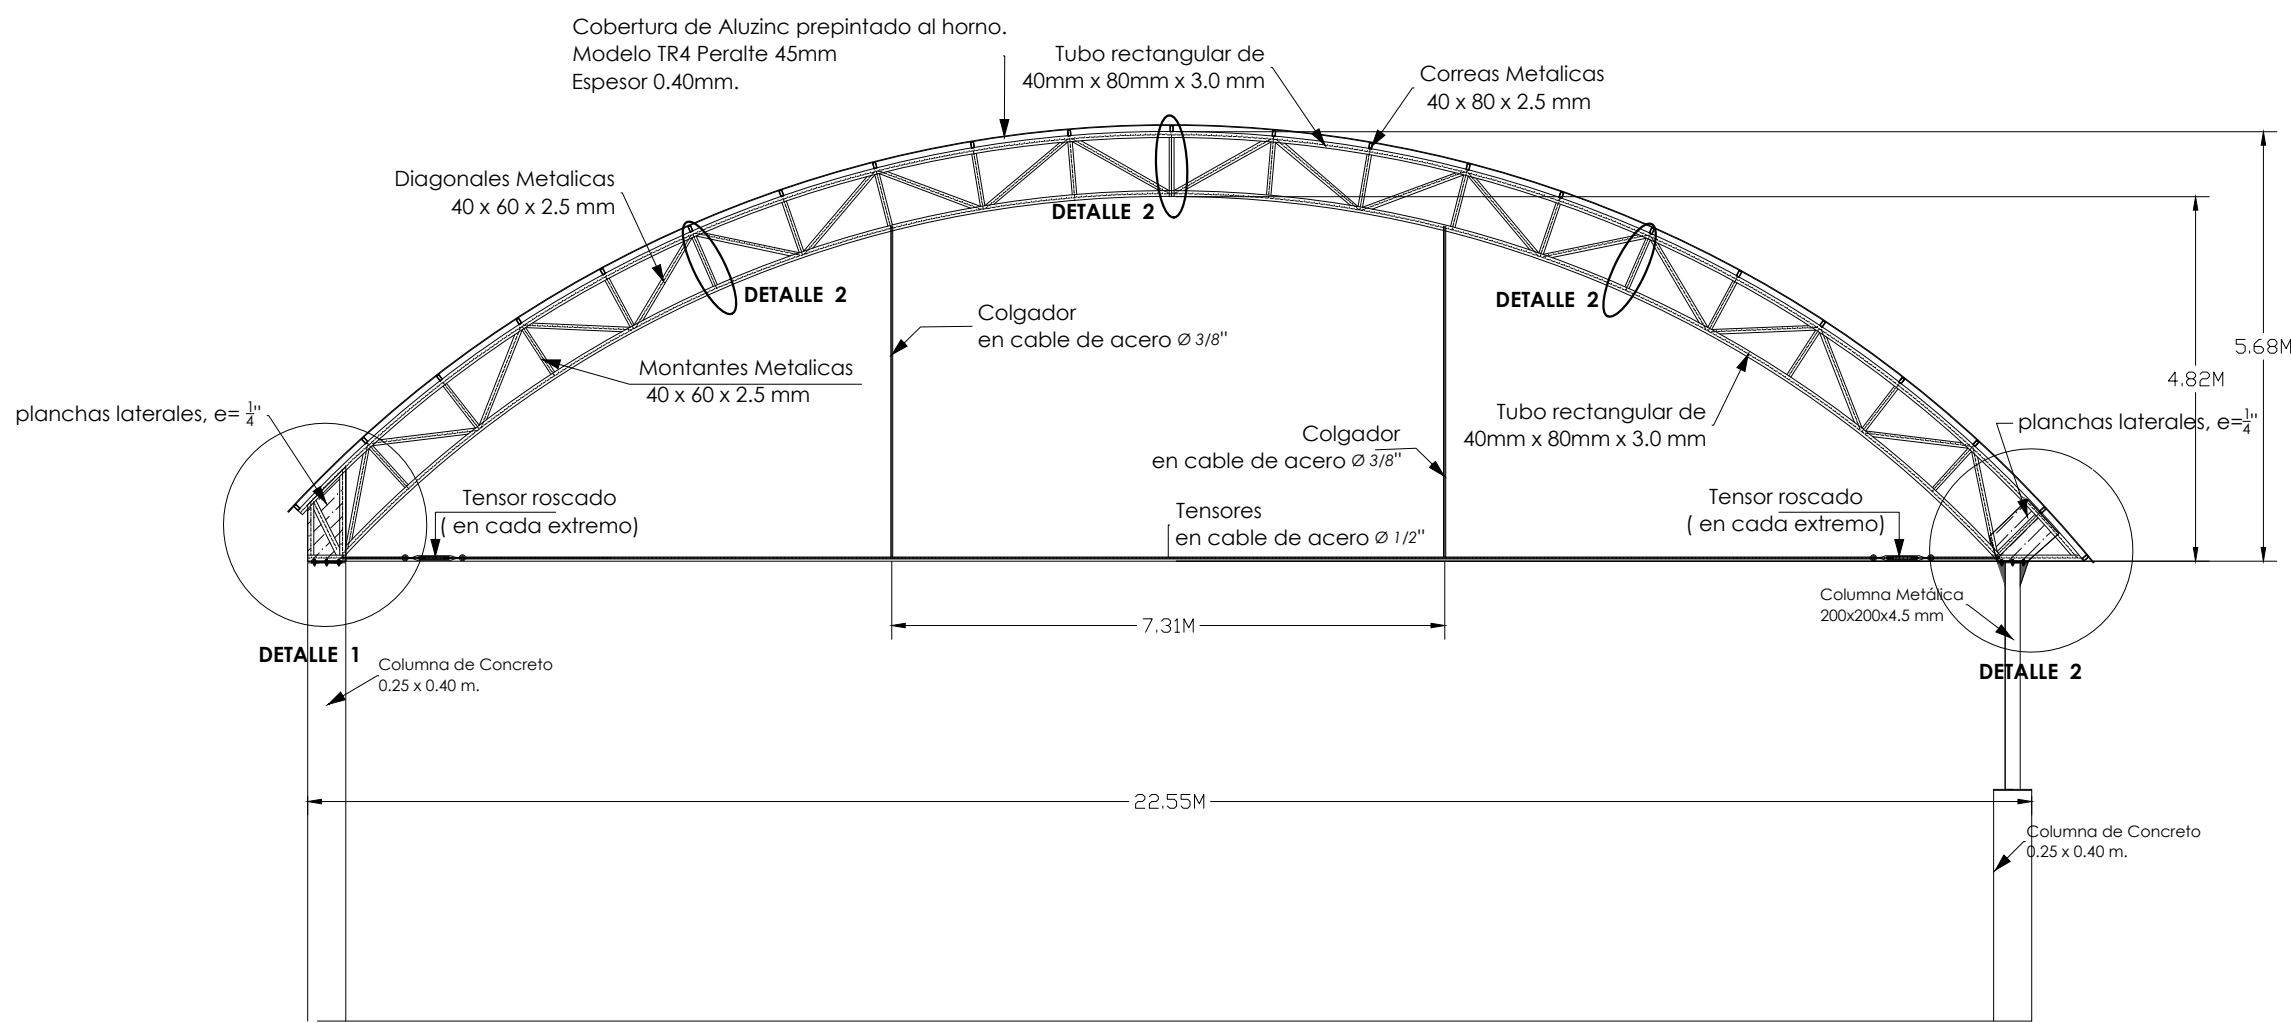 Cobertura de Aluzinc prepintado al horno.
Modelo TR4 Peralte 45mm
Espesor 0.40mm.
Tubo rectangular de
40mm x 80mm x 3.0 mm
Correas Metalicas
40 x 80 x 2.5 mm
Diagonales Metalicas
40 x 60 x 2.5 mm
DETALLE 2
DETALLE 2
DETALLE 2
Colgador
en cable de acero Ø 3/8"
Montantes Metalicas
40 x 60 x 2.5 mm
5.68M
4.82M
planchas laterales, e= 1/4"
Tubo rectangular de
40mm x 80mm x 3.0 mm
planchas laterales, e=1/4"
Colgador
en cable de acero Ø 3/8"
Tensor roscado
( en cada extremo)
Tensores
en cable de acero Ø 1/2"
Tensor roscado
( en cada extremo)
Columna Metálica
200x200x4.5 mm
7.31M
DETALLE 1
Columna de Concreto
0.25 x 0.40 m.
DETALLE 2
22.55M
Columna de Concreto
0.25 x 0.40 m.